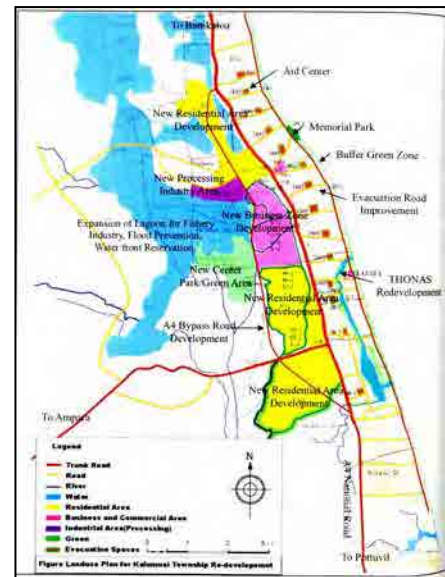 To Batticaloa
Aid Center
New Residential Area
Development
Memorial Park
Buffer Green Zone
New Processing
Industry Area
Evacuation Road
Improvement
New Business Zone
Development
Expansion of Lagoon for Fishery
Industry, Flood Prevention,
Water front Reservation
New Center
Park/Green Area
THONAS
Redevelopment
New Residential Area
Development
A4 Bypass Road
Development
New Residential Area
Development
To Ampara
A4 National Road
To Pottuvil
N
Legend
Trunk Road
Road
River
Water
Residential Area
Business and Commercial Area
Industrial Area(Processing)
Green
Evacuation Spaces
Figure Landuse Plan for Kalmunai Township Re-development